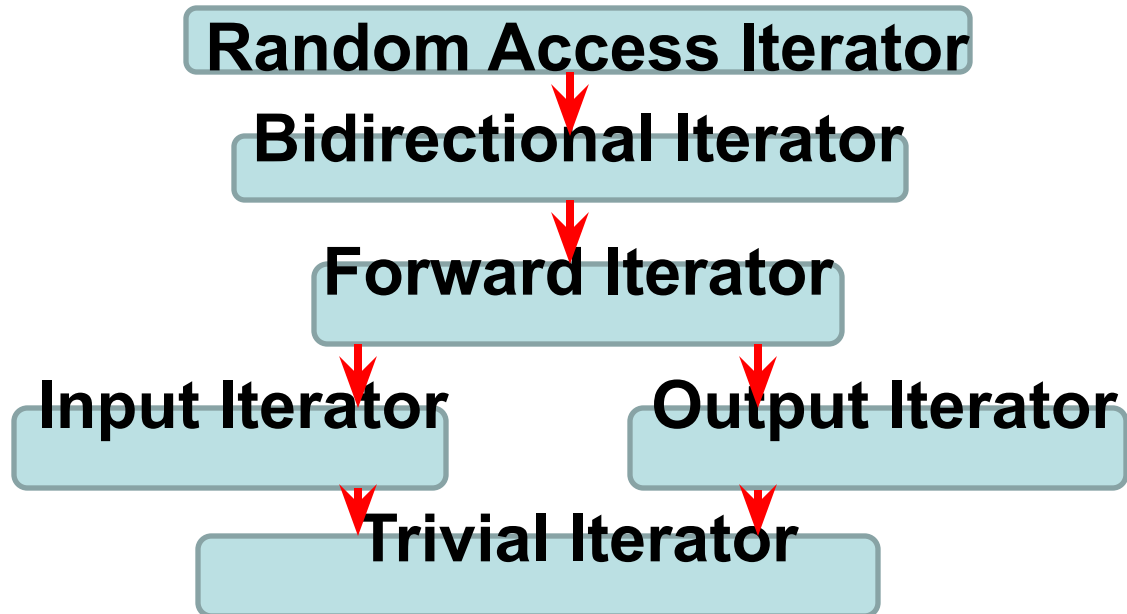 Random Access Iterator
Bidirectional Iterator
Forward Iterator
Input Iterator
Output Iterator
Trivial Iterator